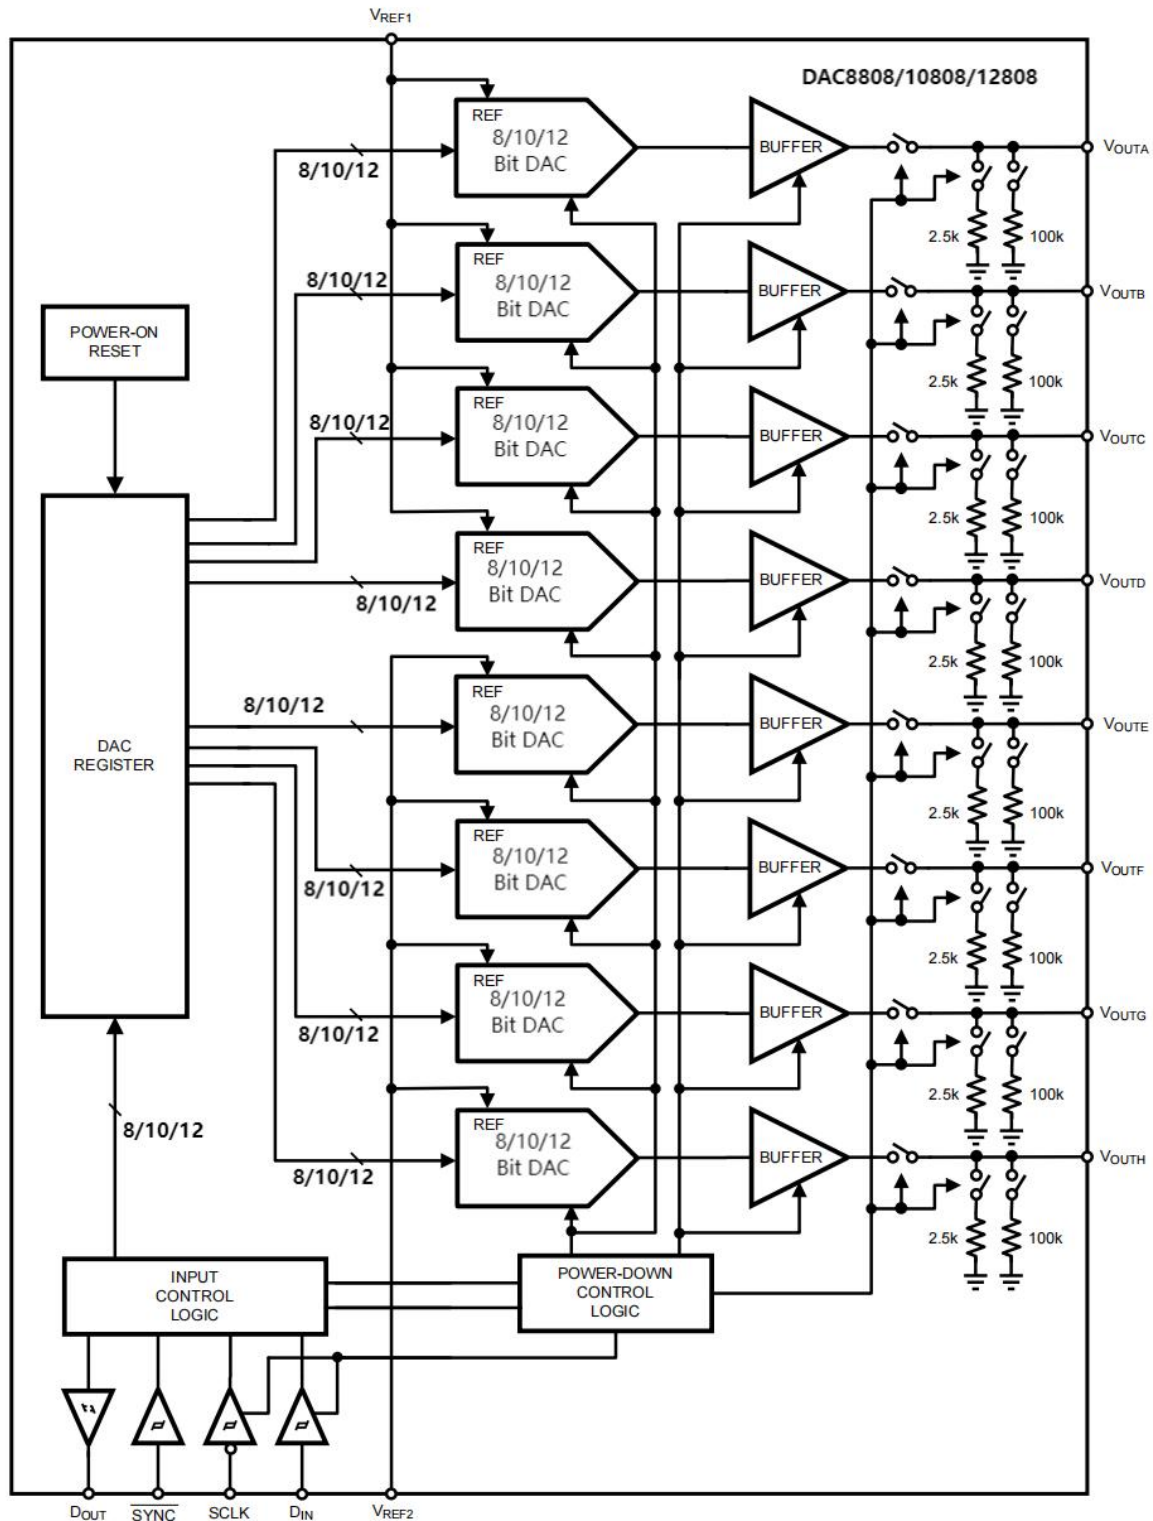 VREF1
DAC8808/10808/12808
REF
8/10/12
Bit DAC
BUFFER
VOUTA
8/10/12
2.5k
100k
REF
8/10/12
Bit DAC
BUFFER
VOUTB
8/10/12
2.5k
100k
POWER-ON
RESET
REF
8/10/12
Bit DAC
BUFFER
VOUTC
8/10/12
2.5k
100k
REF
8/10/12
Bit DAC
BUFFER
VOUTD
8/10/12
2.5k
100k
DAC
REGISTER
8/10/12
REF
8/10/12
Bit DAC
BUFFER
VOUTE
2.5k
100k
REF
8/10/12
Bit DAC
BUFFER
VOUTF
8/10/12
2.5k
100k
REF
8/10/12
Bit DAC
BUFFER
VOUTG
8/10/12
2.5k
100k
8/10/12
REF
8/10/12
Bit DAC
BUFFER
VOUTH
8/10/12
2.5k
100k
INPUT
CONTROL
LOGIC
POWER-DOWN
CONTROL
LOGIC
DOUT
SYNC
SCLK
DIN
VREF2